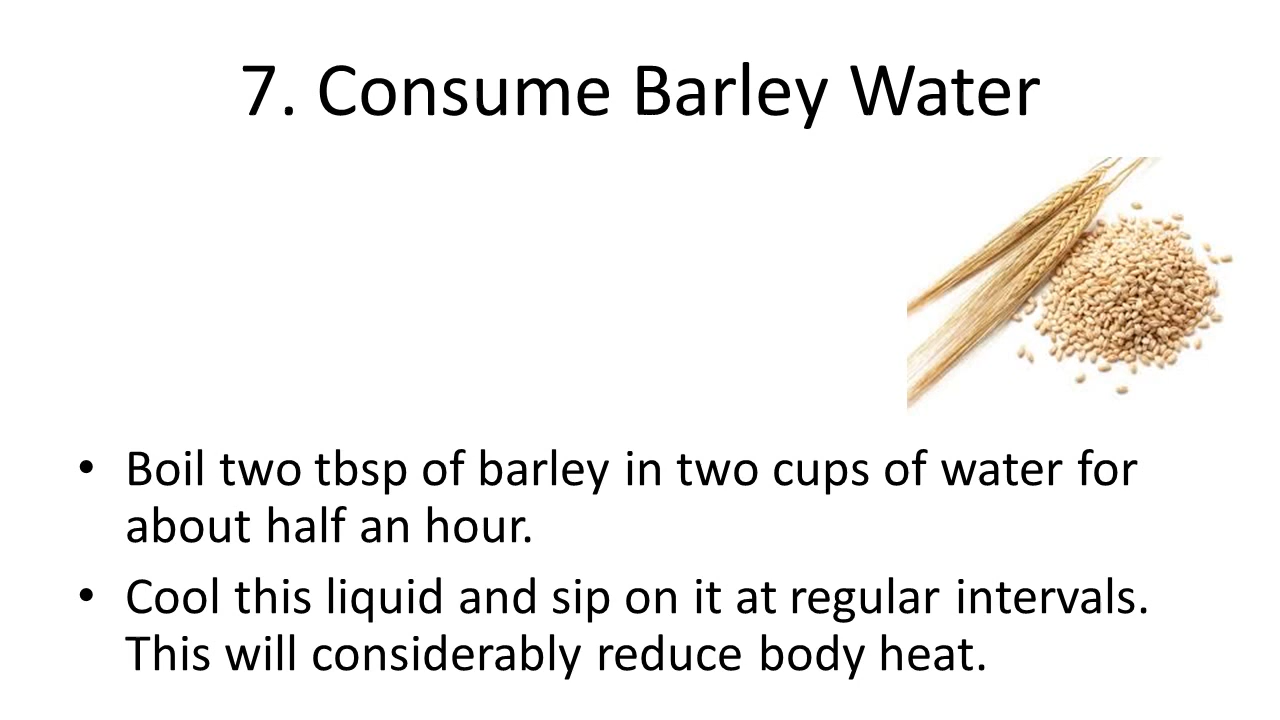 7. Consume Barley Water
• Boil two tbsp of barley in two cups of water for
about half an hour.
• Cool this liquid and sip on it at regular intervals.
This will considerably reduce body heat.